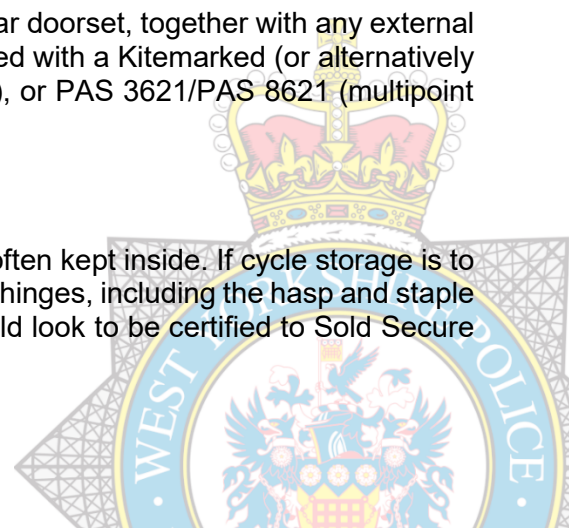 ar doorset, together with any external
ed with a Kitemarked (or alternatively
), or PAS 3621/PAS 8621 (multipoint
often kept inside. If cycle storage is to
hinges, including the hasp and staple
ld look to be certified to Sold Secure
WEST YORKSHIRE POLICE